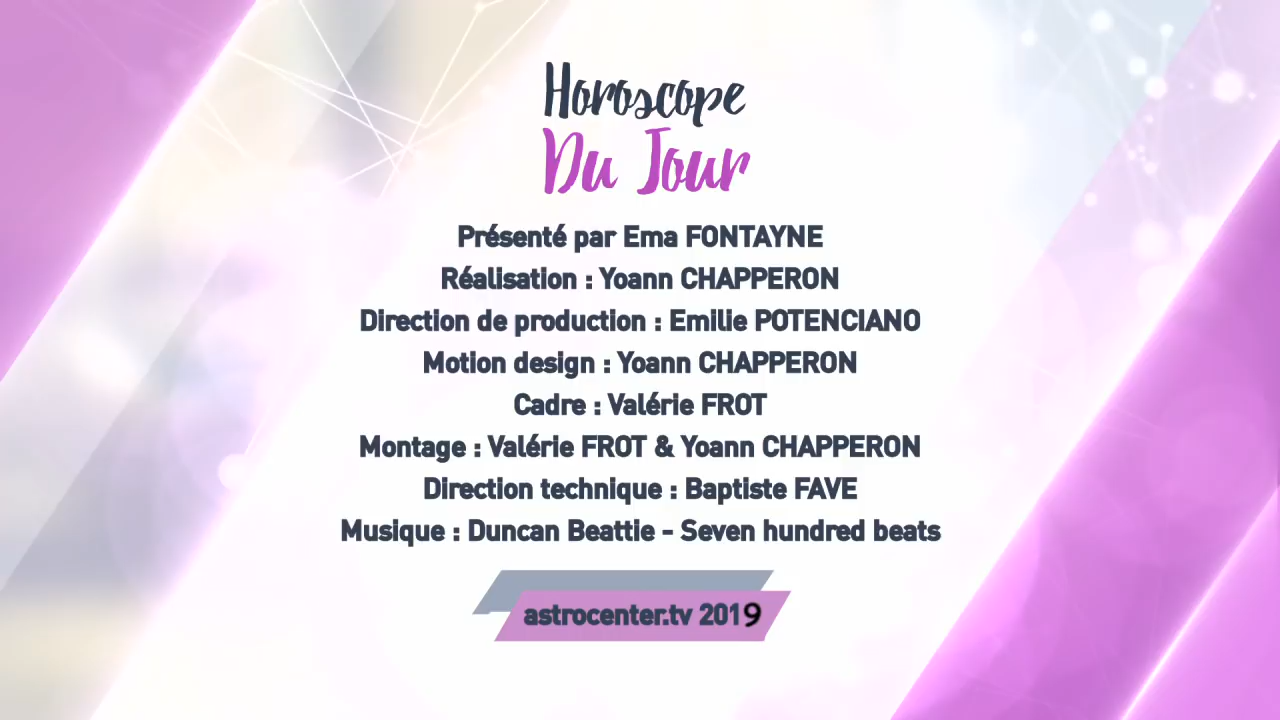 Horoscope
Du Jour
Présenté par Ema FONTAYNE
Réalisation : Yoann CHAPPERON
Direction de production : Emilie POTENCIANO
Motion design : Yoann CHAPPERON
Cadre : Valérie FROT
Montage : Valérie FROT & Yoann CHAPPERON
Direction technique : Baptiste FAVE
Musique : Duncan Beattie - Seven hundred beats
astrocenter.tv 2019